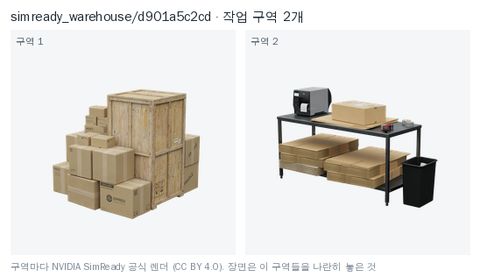 simready_warehouse/d901a5c2cd · 작업 구역 2개
구역 1
구역 2
구역마다 NVIDIA SimReady 공식 렌더 (CC BY 4.0). 장면은 이 구역들을 나란히 놓은 것